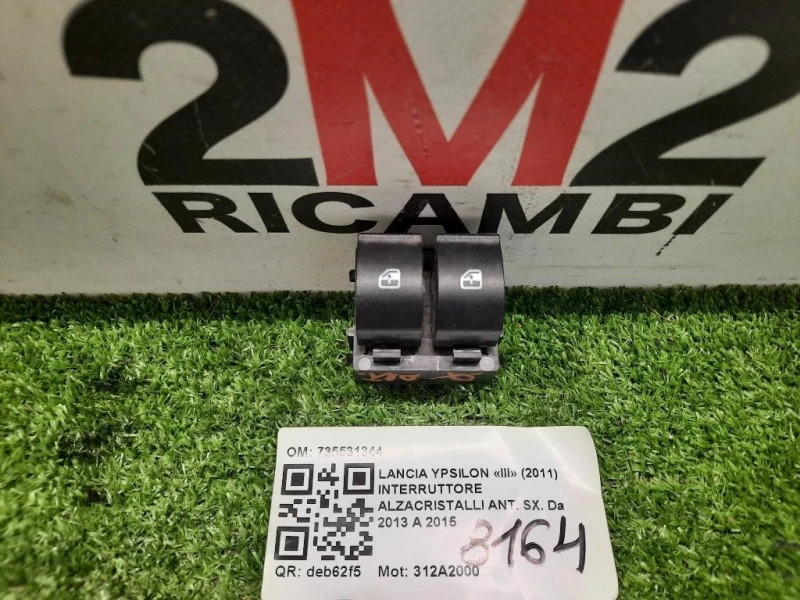 2M2
RICAMBI
OM: 735531344
LANCIA YPSILON «III» (2011)
INTERRUTTORE
ALZACRISTALLI ANT. SX. Da
2013 A 2015
8164
QR: deb62f5 Mot: 312A2000